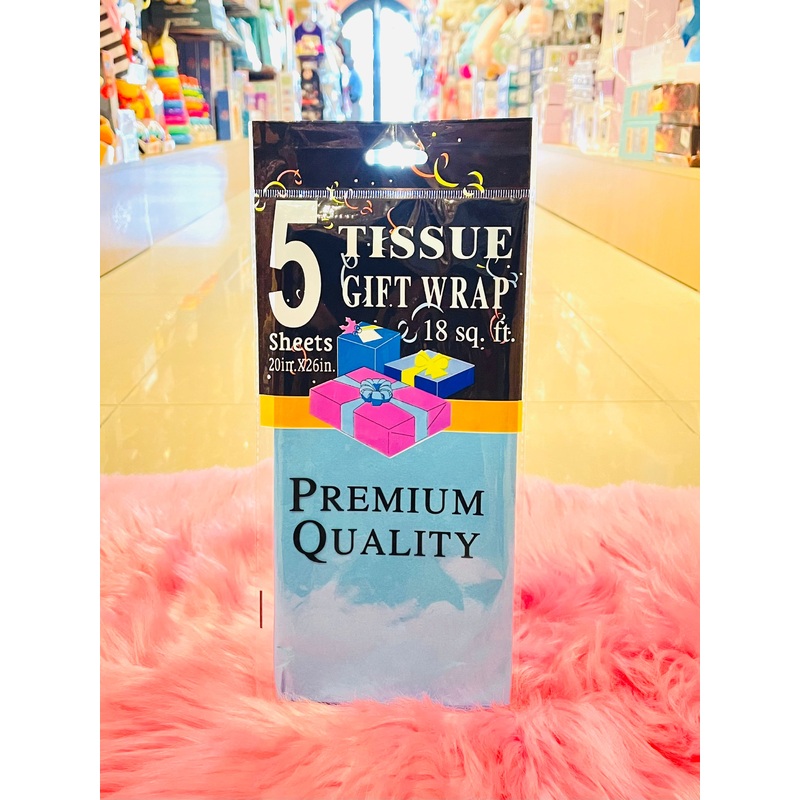 5
TISSUE
GIFT WRAP
18 sq. ft.
Sheets
20in.X26in.
PREMIUM
QUALITY